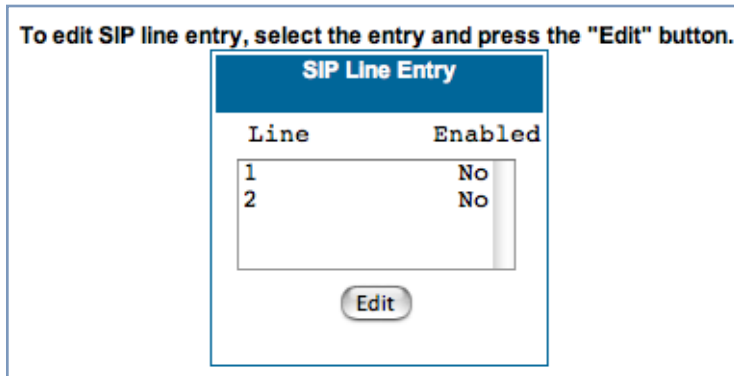 To edit SIP line entry, select the entry and press the "Edit" button.
SIP Line Entry
Line Enabled
1 No
2 No
Edit